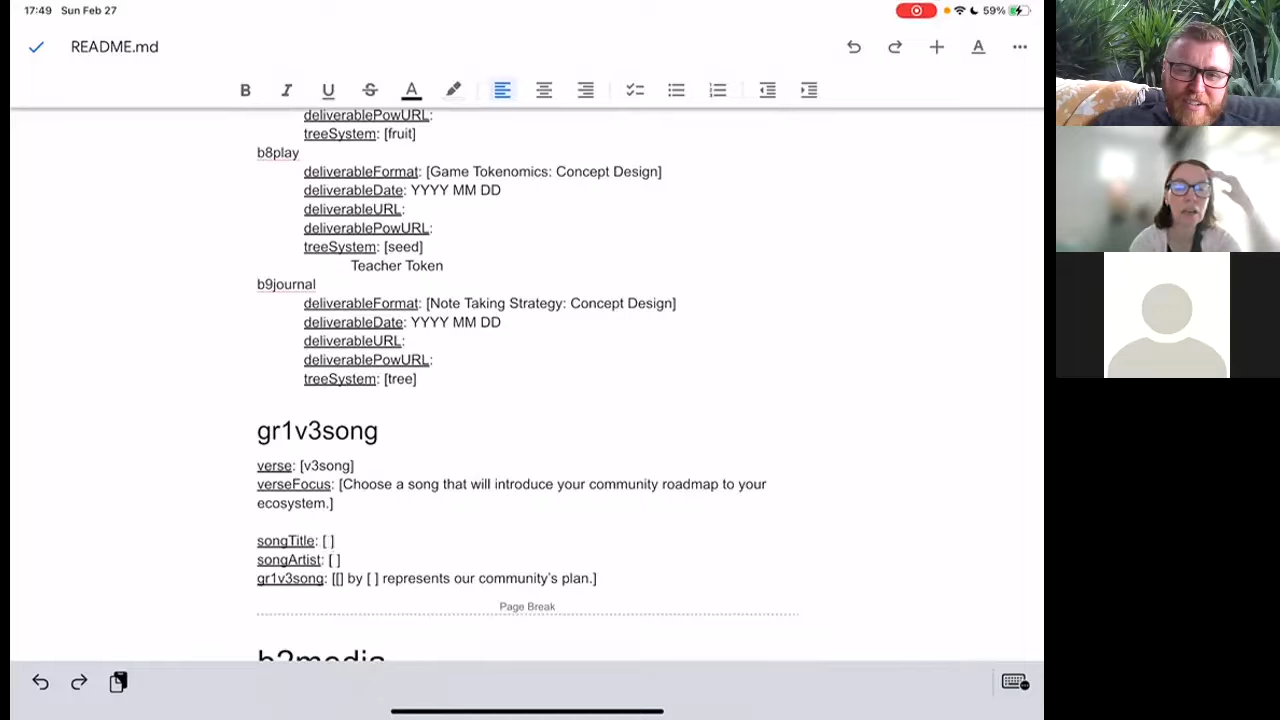 17:49 Sun Feb 27
59%
README.md
B I U S A
deliverablePowURL:
treeSystem: [fruit]
b8play
deliverableFormat: [Game Tokenomics: Concept Design]
deliverableDate: YYYY MM DD
deliverableURL:
deliverablePowURL:
treeSystem: [seed]
Teacher Token
b9journal
deliverableFormat: [Note Taking Strategy: Concept Design]
deliverableDate: YYYY MM DD
deliverableURL:
deliverablePowURL:
treeSystem: [tree]
gr1v3song
verse: [v3song]
verseFocus: [Choose a song that will introduce your community roadmap to your
ecosystem.]
songTitle: [ ]
songArtist: [ ]
gr1v3song: [[] by [ ] represents our community’s plan.]
Page Break
b2media